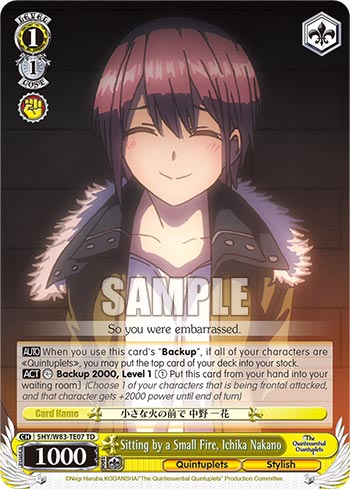 LEVEL
1
1
COST
SAMPLE
So you were embarrassed.
AUTO When you use this card's "Backup", if all of your characters are
«Quintuplets», you may put the top card of your deck into your stock.
ACT Backup 2000, Level 1 [① Put this card from your hand into your
waiting room] (Choose 1 of your characters that is being frontal attacked,
and that character gets +2000 power until end of turn)
Card Name 小さな火の前で 中野 一花
CH 5HY/W83-TE07 TD
Sitting by a Small Fire, Ichika Nakano
The Quintessential Quintuplets
1000
Quintuplets Stylish
©Negi Haruba,KODANSHA/"The Quintessential Quintuplets" Production Committee.